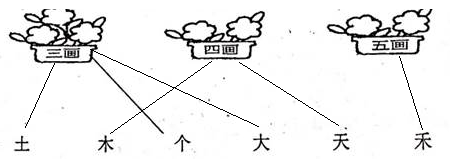 三画 四画 五画
土 木 个 大 天 禾